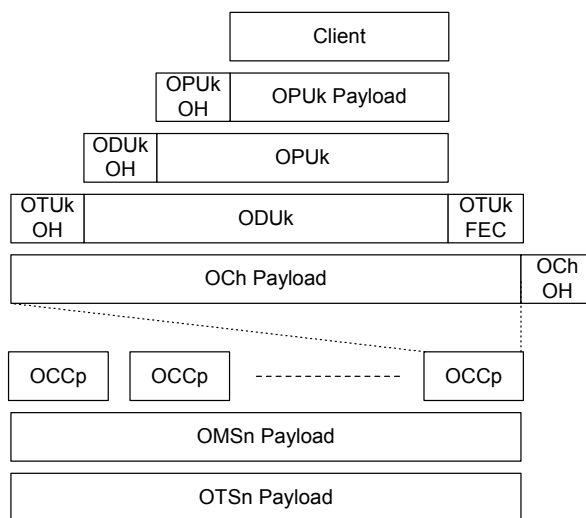 Client
OPUk
OH
OPUk Payload
ODUk
OH
OPUk
OTUk
OH
ODUk
OTUk
FEC
OCh Payload
OCh
OH
OCCp
OCCp
OCCp
OMSn Payload
OTSn Payload